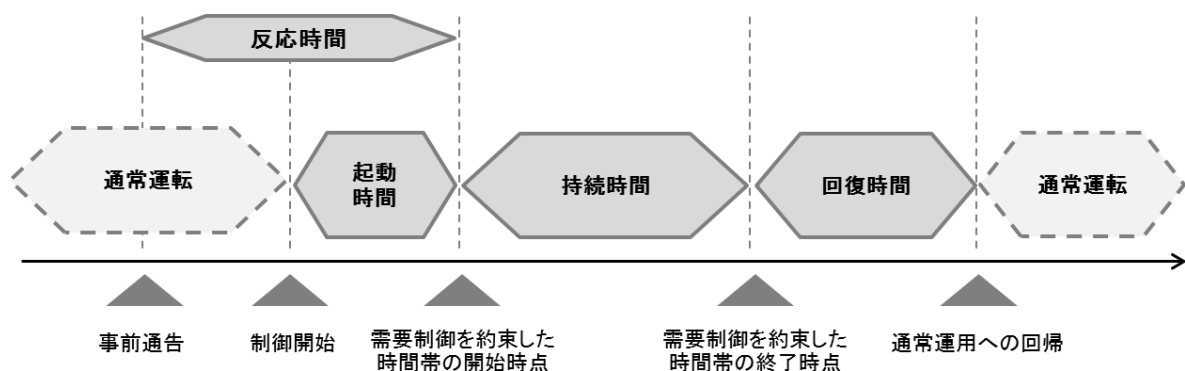 反応時間
通常運転
起動
時間
持続時間
回復時間
通常運転
事前通告
制御開始
需要制御を約束した
時間帯の開始時点
需要制御を約束した
時間帯の終了時点
通常運用への回帰